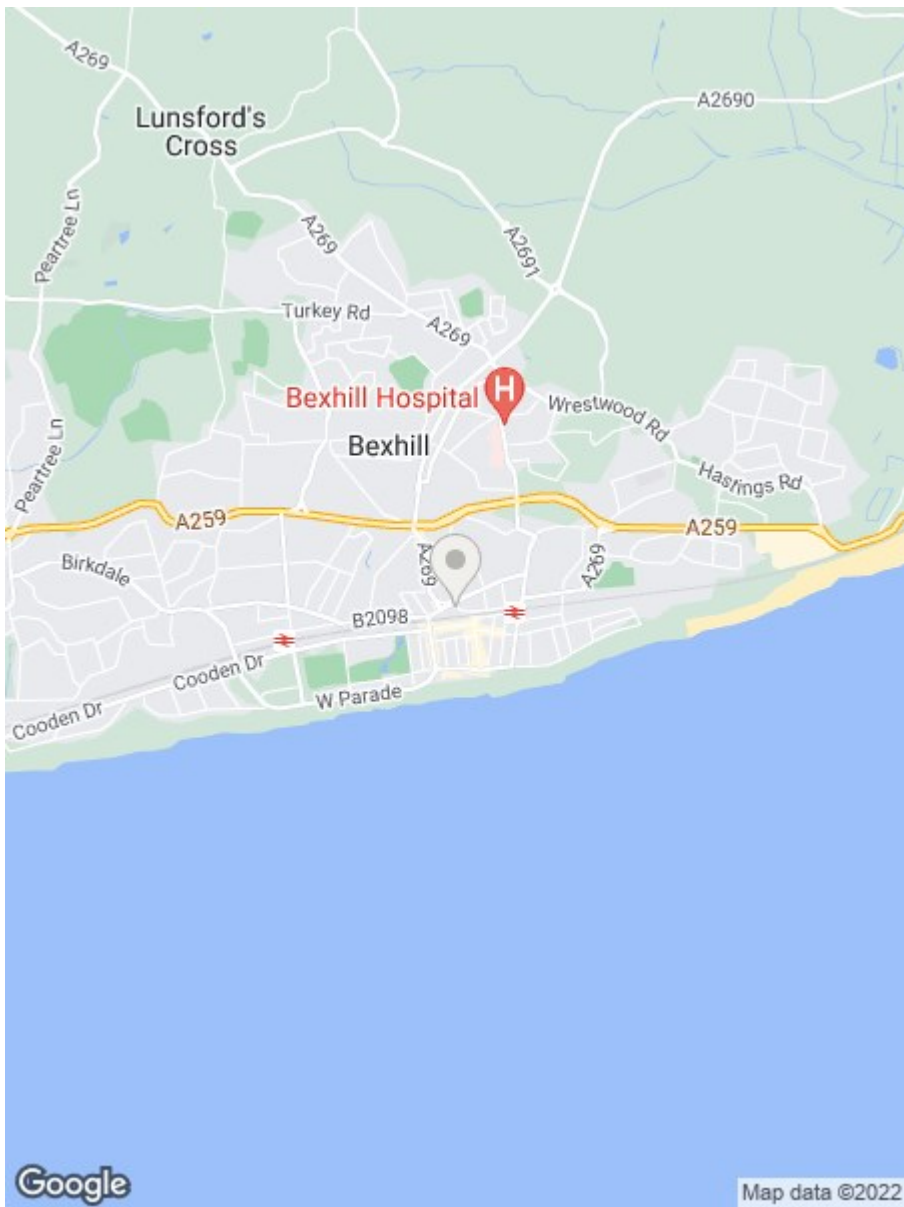 A269
A2690
Lunsford's
Cross
Peartree Ln
A269
A2691
Turkey Rd
A269
Bexhill Hospital
H
Wrestwood Rd
Bexhill
Peartree Ln
Hastings Rd
A259
A259
Birkdale
A269
A269
B2098
Cooden Dr
W Parade
Cooden Dr
Google
Map data ©2022